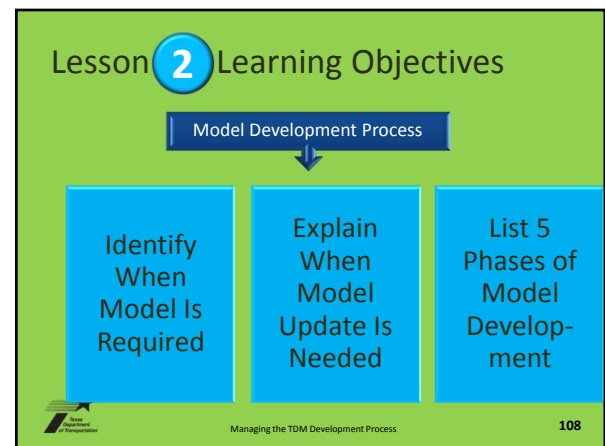 Lesson 2 Learning Objectives
Model Development Process
Identify
When
Model Is
Required
Explain
When
Model
Update Is
Needed
List 5
Phases of
Model
Develop-
ment
Texas
Department
of Transportation
Managing the TDM Development Process
108